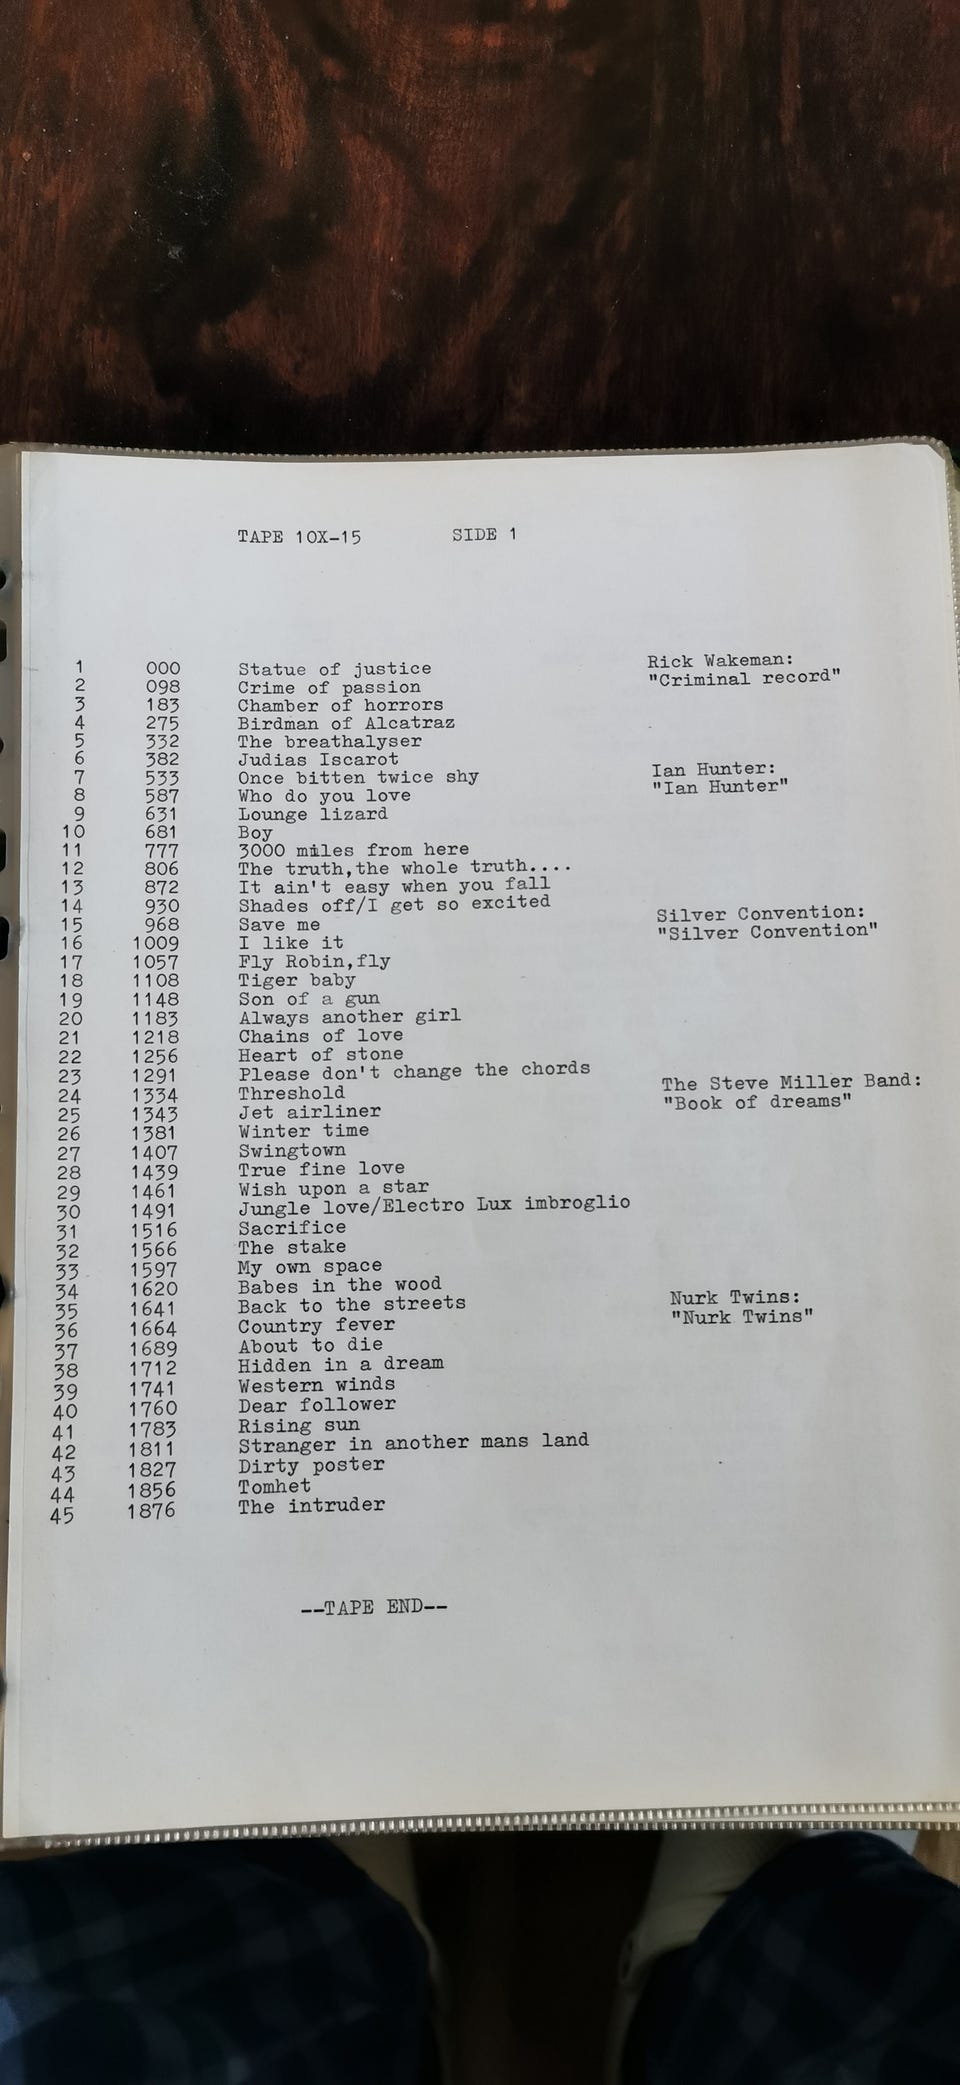 TAPE 10X-15 SIDE 1
1 000 Statue of justice Rick Wakeman:
2 098 Crime of passion "Criminal record"
3 183 Chamber of horrors
4 275 Birdman of Alcatraz
5 332 The breathalyser
6 382 Judias Iscarot
7 533 Once bitten twice shy Ian Hunter:
8 587 Who do you love "Ian Hunter"
9 631 Lounge lizard
10 681 Boy
11 777 3000 miles from here
12 806 The truth,the whole truth....
13 872 It ain't easy when you fall
14 930 Shades off/I get so excited
15 968 Save me Silver Convention:
16 1009 I like it "Silver Convention"
17 1057 Fly Robin,fly
18 1108 Tiger baby
19 1148 Son of a gun
20 1183 Always another girl
21 1218 Chains of love
22 1256 Heart of stone
23 1291 Please don't change the chords
24 1334 Threshold The Steve Miller Band:
25 1343 Jet airliner "Book of dreams"
26 1381 Winter time
27 1407 Swingtown
28 1439 True fine love
29 1461 Wish upon a star
30 1491 Jungle love/Electro Lux imbroglio
31 1516 Sacrifice
32 1566 The stake
33 1597 My own space
34 1620 Babes in the wood
35 1641 Back to the streets Nurk Twins:
36 1664 Country fever "Nurk Twins"
37 1689 About to die
38 1712 Hidden in a dream
39 1741 Western winds
40 1760 Dear follower
41 1783 Rising sun
42 1811 Stranger in another mans land
43 1827 Dirty poster
44 1856 Tomhet
45 1876 The intruder
--TAPE END--